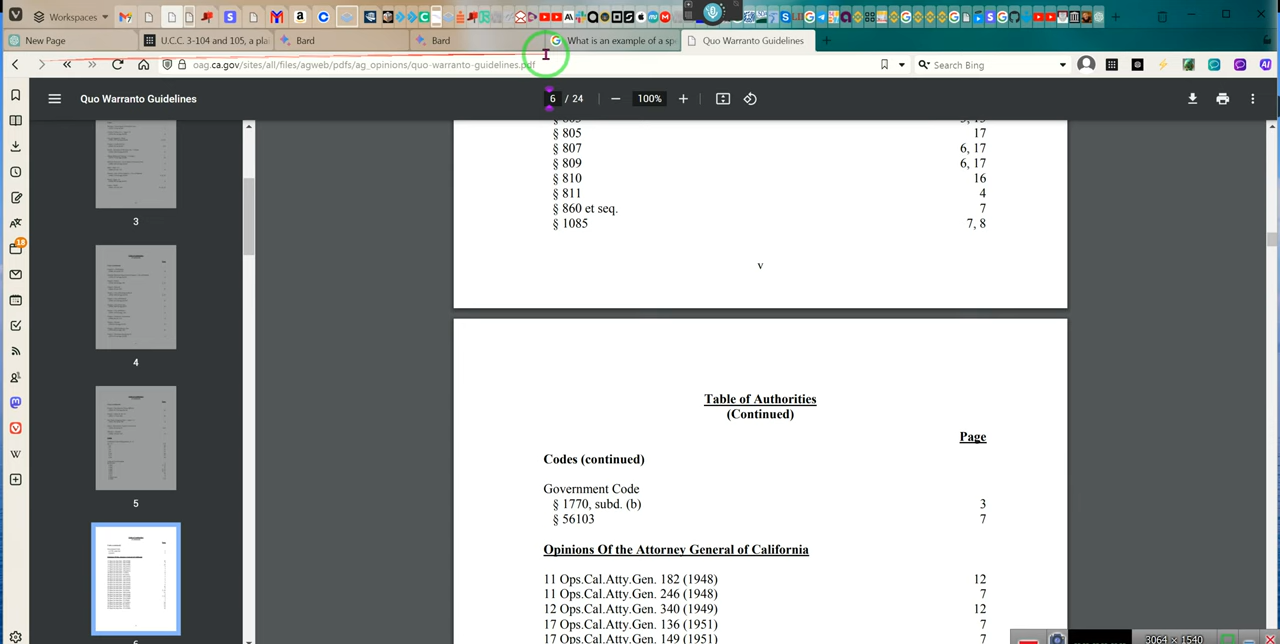 Workspaces
New Page
U.C.C. 3-104 and 105, a pla
Bard
Bard
What is an example of a sp
Quo Warranto Guidelines
oag.ca.gov/sites/all/files/agweb/pdfs/ag_opinions/quo-warranto-guidelines.pdf
Search Bing
Quo Warranto Guidelines
6 / 24
100%
18
3
4
5
§ 805 17
§ 807 6, 17
§ 809 6, 17
§ 810 16
§ 811 4
§ 860 et seq. 7
§ 1085 7, 8
v
Table of Authorities
(Continued)
Page
Codes (continued)
Government Code
§ 1770, subd. (b) 3
§ 56103 7
Opinions Of the Attorney General of California
11 Ops.Cal.Atty.Gen. 182 (1948) 12
11 Ops.Cal.Atty.Gen. 246 (1948) 7
12 Ops.Cal.Atty.Gen. 340 (1949) 12
17 Ops.Cal.Atty.Gen. 136 (1951) 7
17 Ops.Cal.Atty.Gen. 149 (1951) 7
3064 × 1540